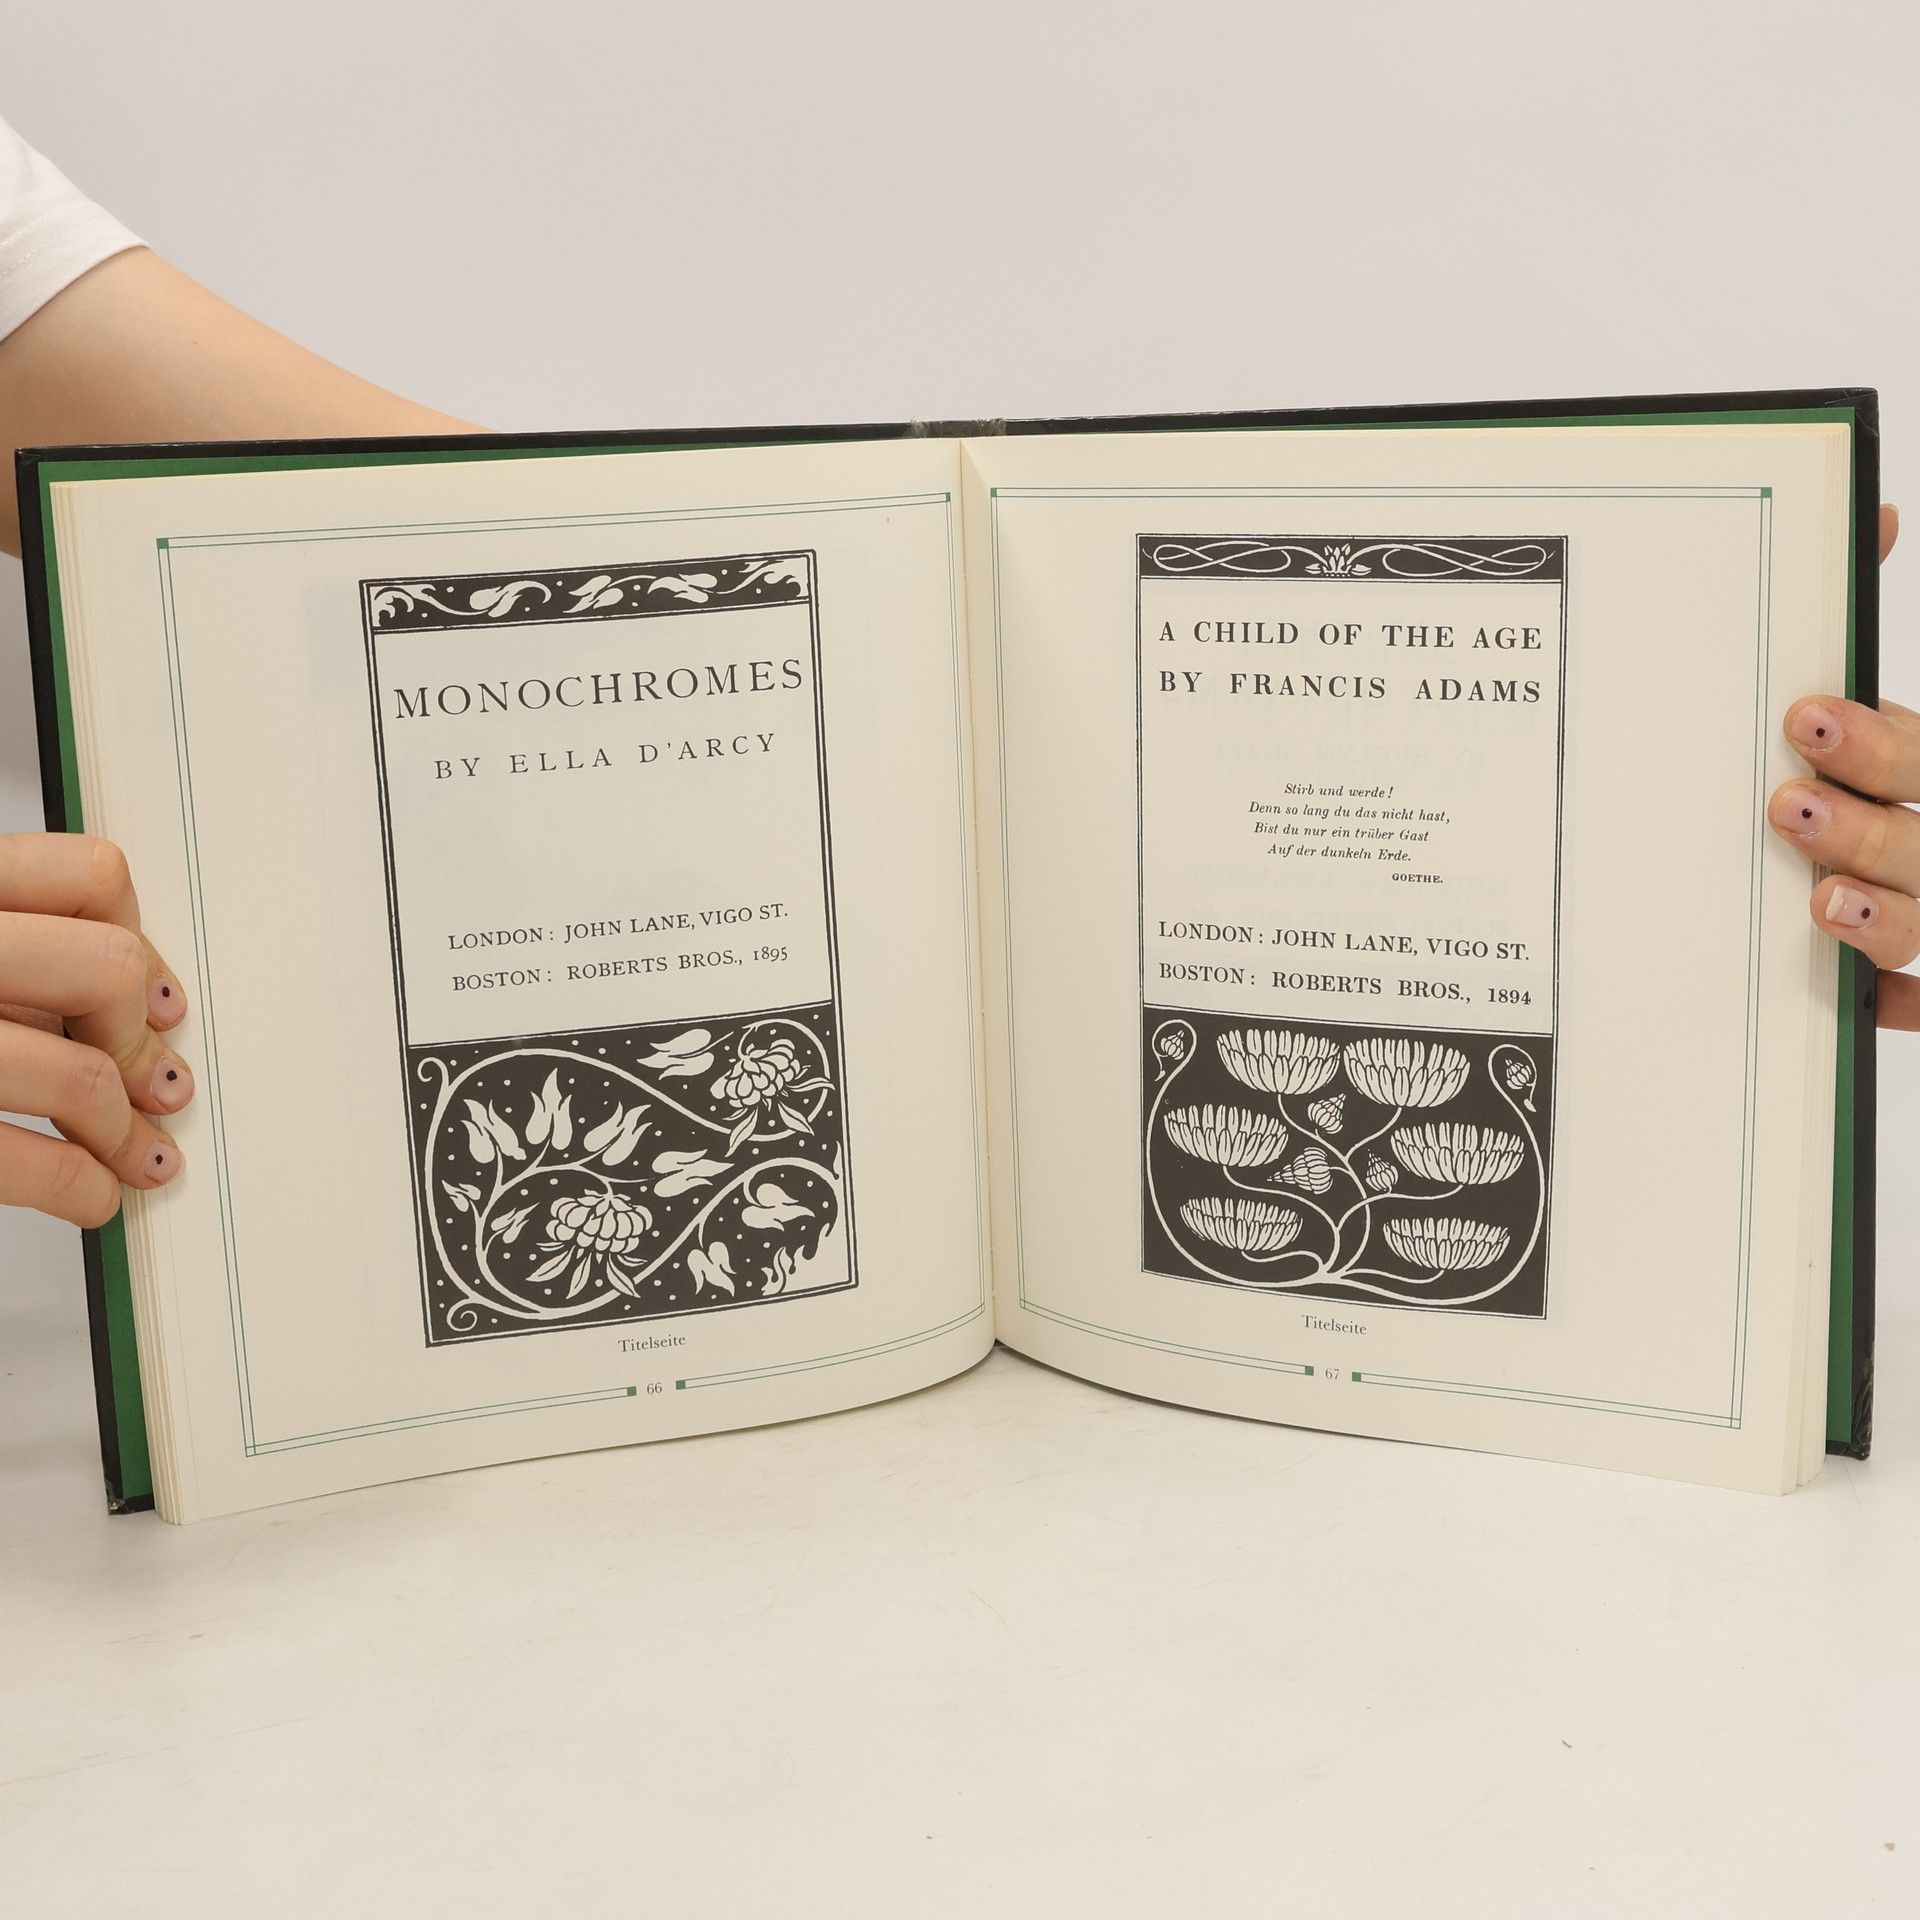 MONOCHROMES
BY ELLA D'ARCY
LONDON: JOHN LANE, VIGO ST.
BOSTON: ROBERTS BROS., 1895
Titelseite
66
A CHILD OF THE AGE
BY FRANCIS ADAMS
Stirb und werde!
Denn so lang du das nicht hast,
Bist du nur ein trüber Gast
Auf der dunkeln Erde.
GOETHE.
LONDON: JOHN LANE, VIGO ST.
BOSTON: ROBERTS BROS., 1894
Titelseite
67